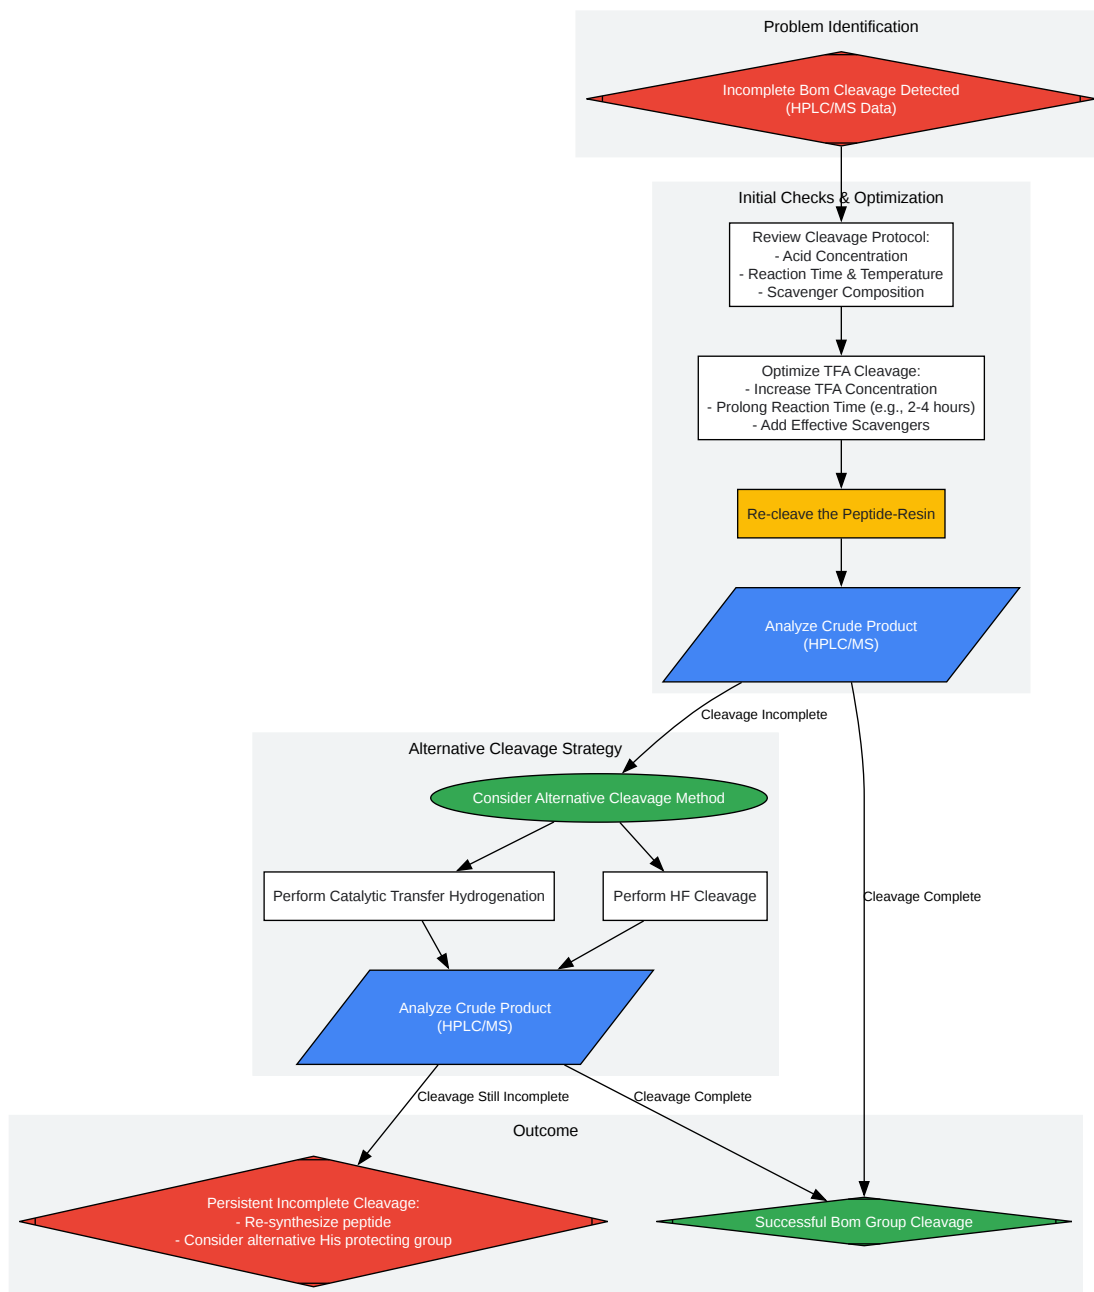 Problem Identification
Incomplete Bom Cleavage Detected
(HPLC/MS Data)
Initial Checks & Optimization
Review Cleavage Protocol:
- Acid Concentration
- Reaction Time & Temperature
- Scavenger Composition
Optimize TFA Cleavage:
- Increase TFA Concentration
- Prolong Reaction Time (e.g., 2-4 hours)
- Add Effective Scavengers
Re-cleave the Peptide-Resin
Analyze Crude Product
(HPLC/MS)
Cleavage Incomplete
Alternative Cleavage Strategy
Consider Alternative Cleavage Method
Perform Catalytic Transfer Hydrogenation
Perform HF Cleavage
Cleavage Complete
Analyze Crude Product
(HPLC/MS)
Cleavage Still Incomplete
Cleavage Complete
Outcome
Persistent Incomplete Cleavage:
- Re-synthesize peptide
- Consider alternative His protecting group
Successful Bom Group Cleavage